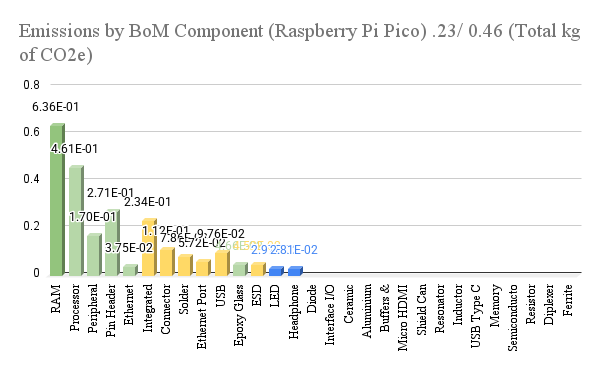 Emissions by BoM Component (Raspberry Pi Pico) .23/ 0.46 (Total kg
of CO2e)
0.8
0.6
0.4
0.2
0
6.36E-01
4.61E-01
1.70E-01
2.71E-01
3.75E-02
2.34E-01
1.12E-01
5.72E-02
9.76E-02
2.81E-02
RAM
Processor
Peripheral
Pin Header
Ethernet
Integrated
Connector
Solder
Ethernet Port
USB
Epoxy Glass
ESD
LED
Headphone
Diode
Interface I/O
Ceramic
Aluminium
Buffers &
Micro HDMI
Shield Can
Resonator
Inductor
USB Type C
Memory
Semiconducto
Resistor
Diplexer
Ferrite